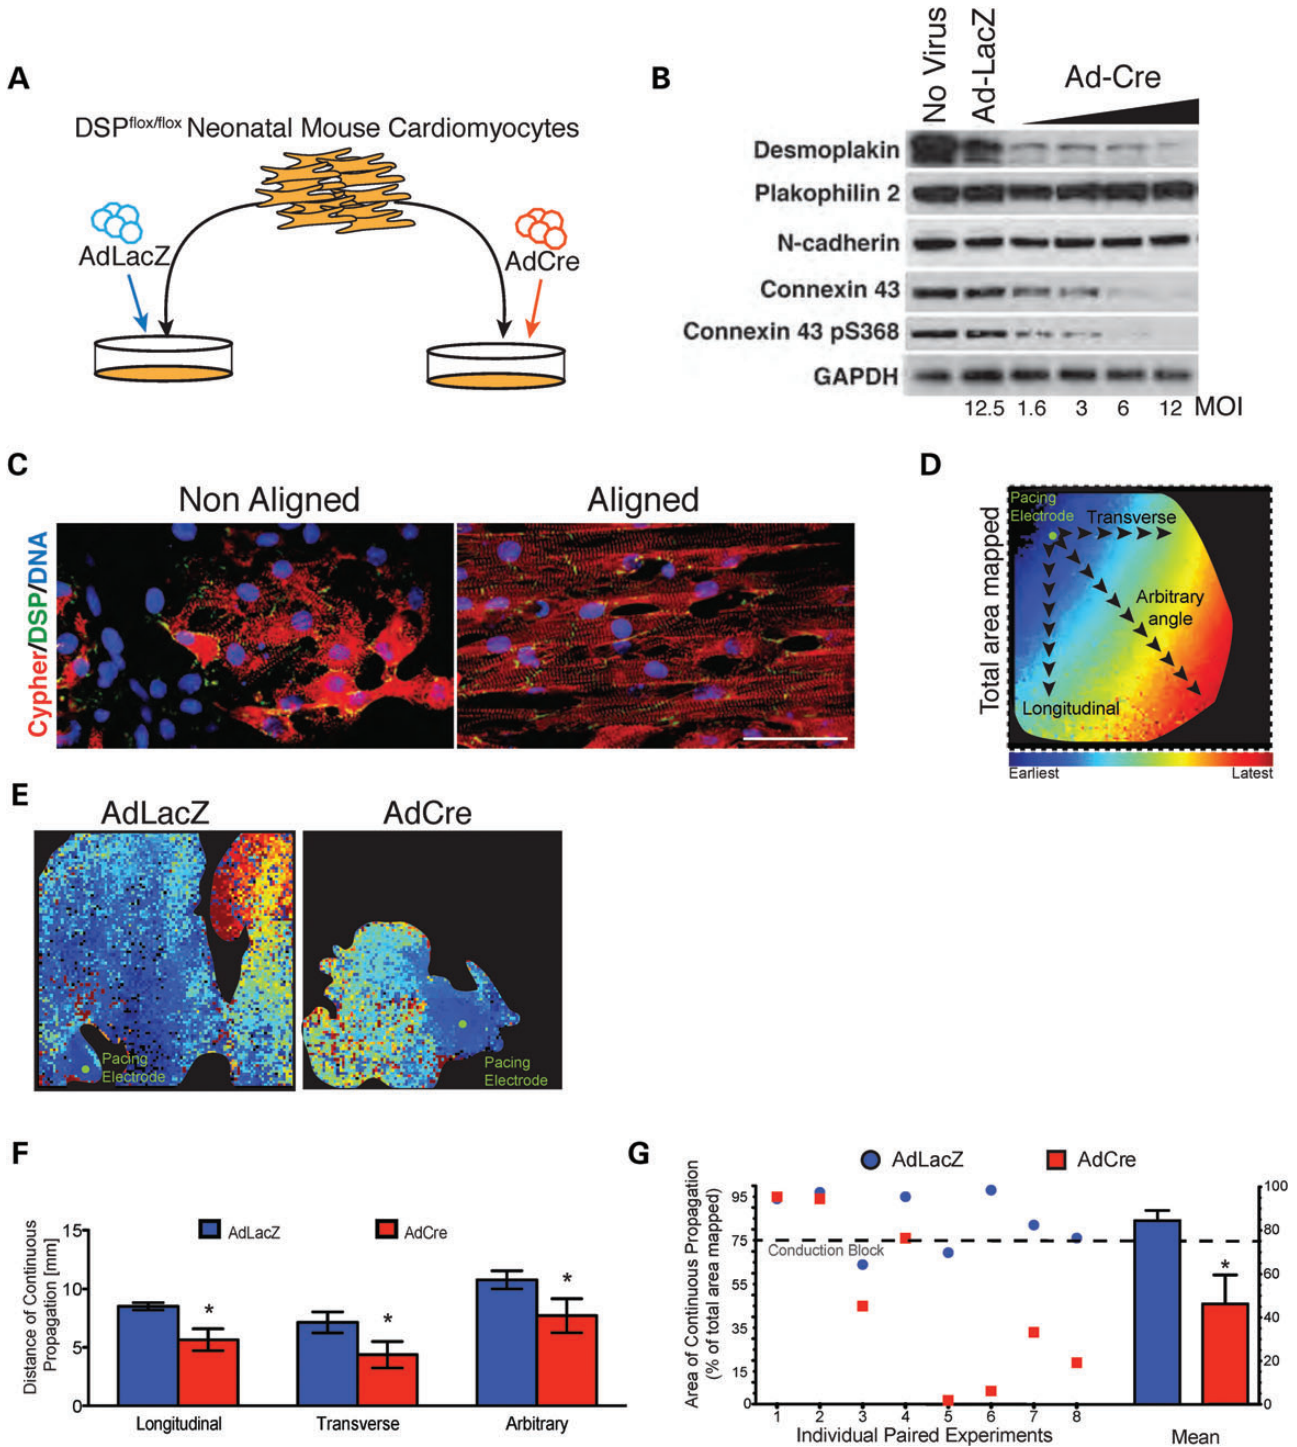 A
DSPflox/flox Neonatal Mouse Cardiomyocytes
AdLacZ
AdCre
B
No Virus
Ad-LacZ
Ad-Cre
Desmoplakin
Plakophilin 2
N-cadherin
Connexin 43
Connexin 43 pS368
GAPDH
12.5 1.6 3 6 12 MOI
C
Non Aligned
Aligned
Cypher/DSP/DNA
D
Total area mapped
Pacing
Electrode
Transverse
Arbitrary
angle
Longitudinal
Earliest
Latest
E
AdLacZ
AdCre
Pacing
Electrode
Pacing
Electrode
F
Distance of Continuous
Propagation [mm]
AdLacZ
AdCre
15
10
5
0
*
*
*
Longitudinal
Transverse
Arbitrary
G
AdLacZ
AdCre
Area of Continuous Propagation
(% of total area mapped)
95
75
55
35
15
0
Conduction Block
*
100
80
60
40
20
0
1 2 3 4 5 6 7 8
Individual Paired Experiments
Mean